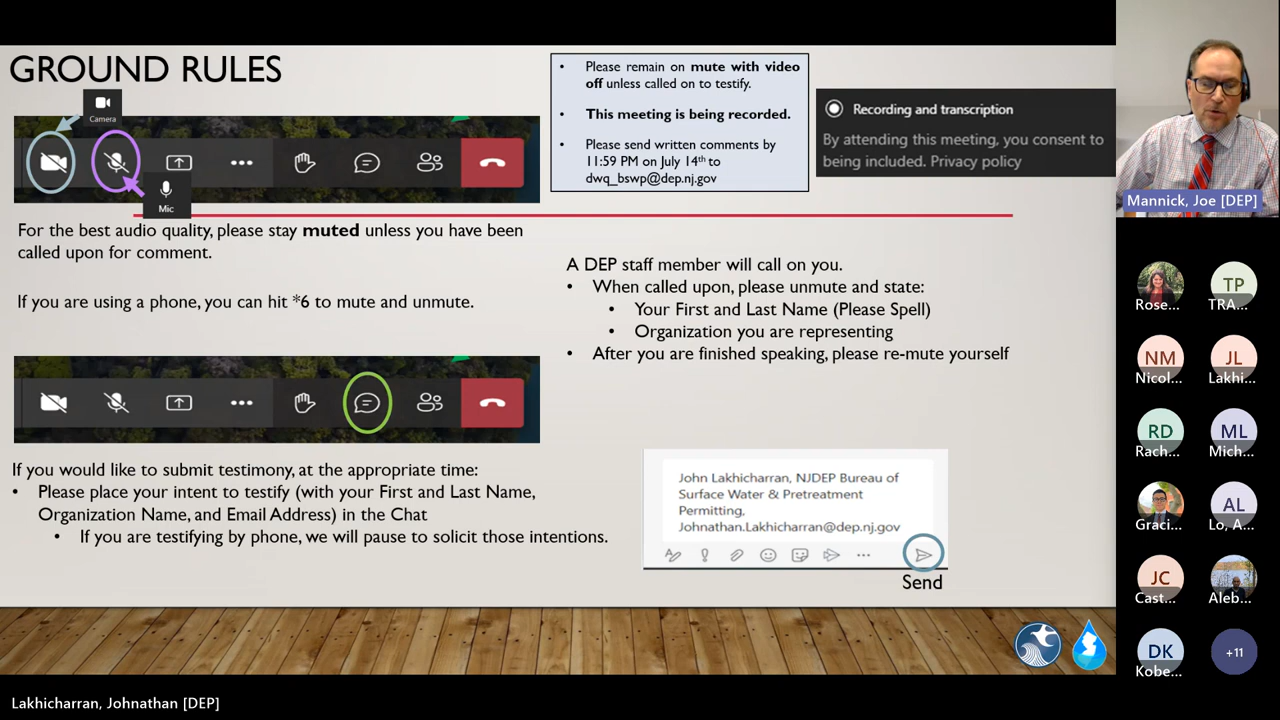 GROUND RULES
Camera
Mic
• Please remain on mute with video
off unless called on to testify.
• This meeting is being recorded.
• Please send written comments by
11:59 PM on July 14th to
dwq_bswp@dep.nj.gov
Recording and transcription
By attending this meeting, you consent to
being included. Privacy policy
For the best audio quality, please stay muted unless you have been
called upon for comment.
If you are using a phone, you can hit *6 to mute and unmute.
A DEP staff member will call on you.
• When called upon, please unmute and state:
• Your First and Last Name (Please Spell)
• Organization you are representing
• After you are finished speaking, please re-mute yourself
If you would like to submit testimony, at the appropriate time:
• Please place your intent to testify (with your First and Last Name,
Organization Name, and Email Address) in the Chat
• If you are testifying by phone, we will pause to solicit those intentions.
John Lakhicharran, NJDEP Bureau of
Surface Water & Pretreatment
Permitting,
Johnathan.Lakhicharran@dep.nj.gov
Send
Mannick, Joe [DEP]
TP
Rose...
TRA...
NM
JL
Nicol...
Lakhi...
RD
ML
Rach...
Mich...
AL
Graci...
Lo, A...
JC
Cast...
Aleb...
DK
+11
Kobe...
Lakhicharran, Johnathan [DEP]